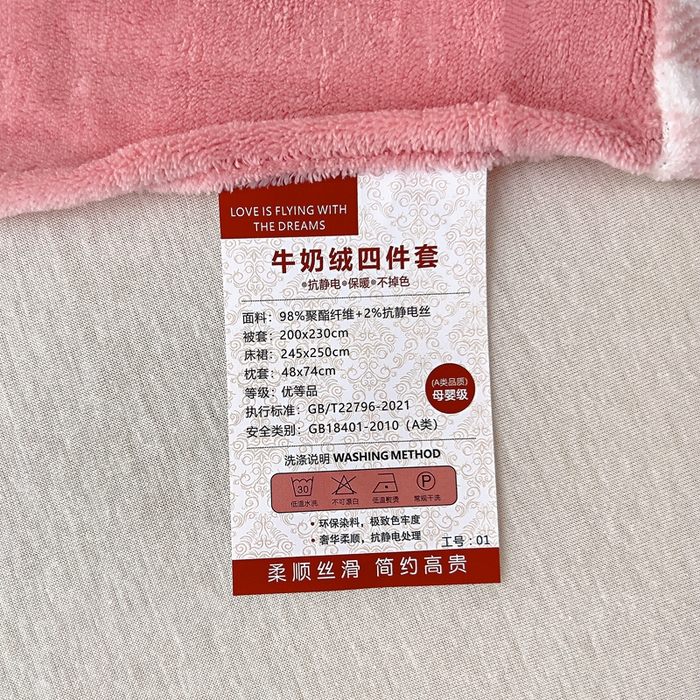 LOVE IS FLYING WITH
THE DREAMS
牛奶绒四件套
•抗静电•保暖•不掉色
面料：98%聚酯纤维+2%抗静电丝
被套：200x230cm
床裙：245x250cm
枕套：48x74cm
等级：优等品
执行标准：GB/T22796-2021
安全类别：GB18401-2010（A类）
(A类品质)
母婴级
洗涤说明 WASHING METHOD
30 P
低温水洗 不可漂白 低温熨烫 常规干洗
• 环保染料，极致色牢度
• 奢华柔顺，抗静电处理
工号：01
柔顺丝滑 简约高贵